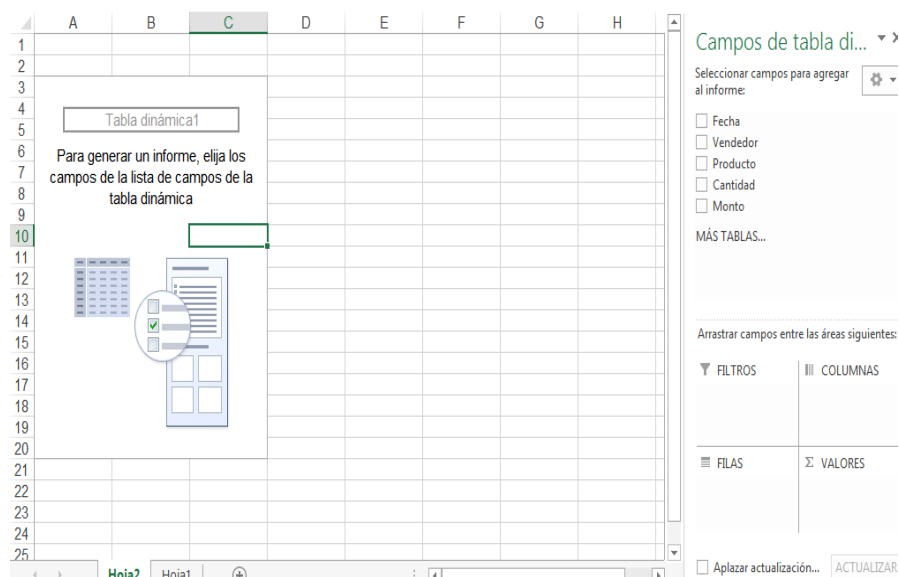 A B C D E F G H
1
2
3
4
5
6
7
8
9
10
11
12
13
14
15
16
17
18
19
20
21
22
23
24
25
Tabla dinámica1
Para generar un informe, elija los
campos de la lista de campos de la
tabla dinámica
Hoja2 Hoja1
Campos de tabla di...
Seleccionar campos para agregar
al informe:
Fecha
Vendedor
Producto
Cantidad
Monto
MÁS TABLAS...
Arrastrar campos entre las áreas siguientes:
FILTROS
COLUMNAS
FILAS
Σ VALORES
Aplazar actualización... ACTUALIZAR